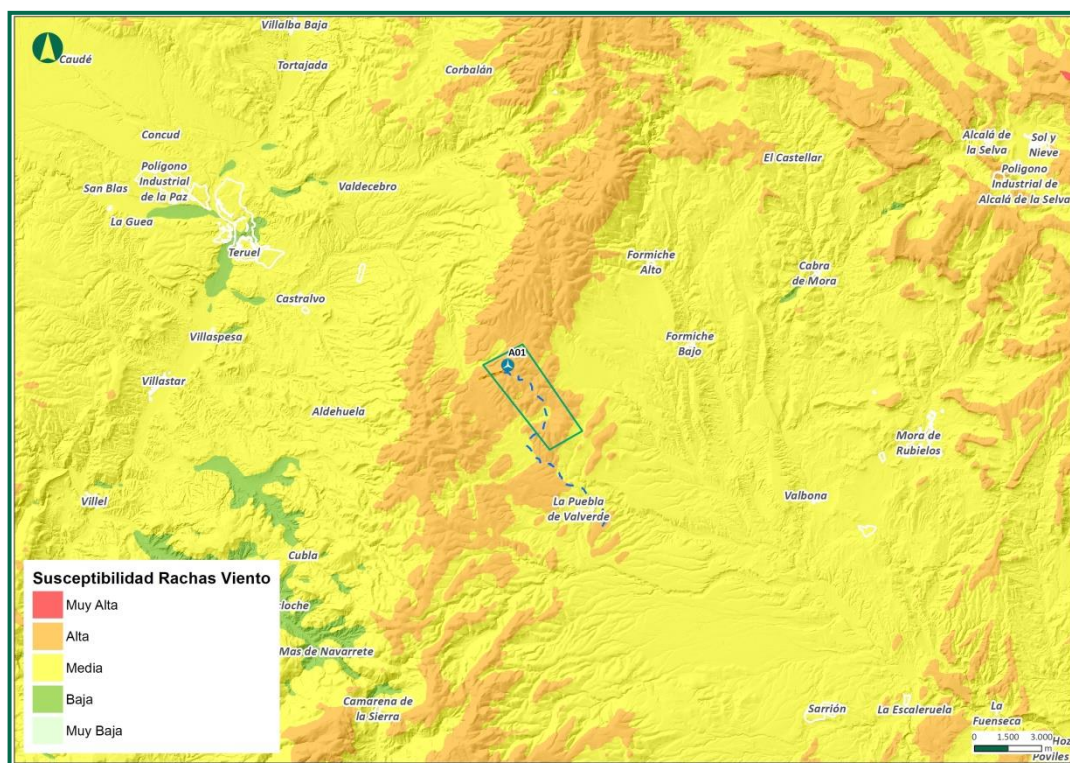 Villalba Baja
Caudé
Tortajada
Corbalán
Concud
Alcalá de
la Selva
Sol y
Nieve
El Castellar
Polígono
Industrial
de la Paz
Poligono
Industrial de
Alcalá de la Selva
San Blas
Valdecebro
La Guea
Teruel
Formiche
Alto
Cabra
de Mora
Castralvo
Villaspesa
Formiche
Bajo
A01
Villastar
Aldehuela
Mora de
Rubielos
Villel
La Puebla
de Valverde
Valbona
Cubla
Susceptibilidad Rachas Viento
Muy Alta
Alta
Media
Baja
Muy Baja
cloche
Mas de Navarrete
Camarena de
la Sierra
Sarrión
La Escaleruela
La
Fuenseca
0 1.500 3.000
m
Hoz
Poviles